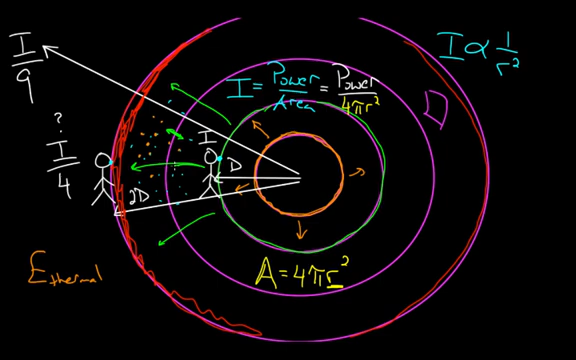 I/9
I ∝ 1/r²
I = Power/Area = Power/4πr²
?
I/4
I
D
2D
A = 4πr²
E thermal